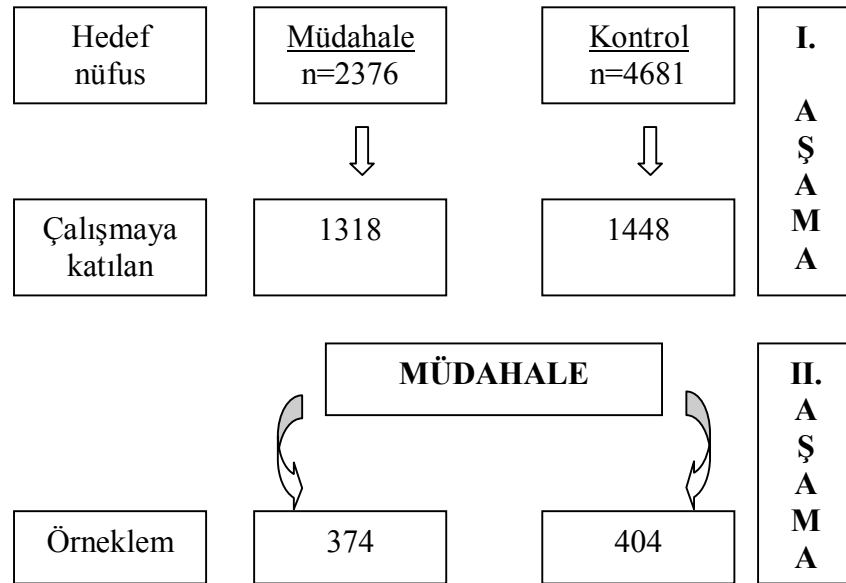 Hedef
nüfus
Müdahale
n=2376
Kontrol
n=4681
I.
A
Ş
A
M
A
Çalışmaya
katılan
1318
1448
MÜDAHALE
II.
A
Ş
A
M
A
Örneklem
374
404